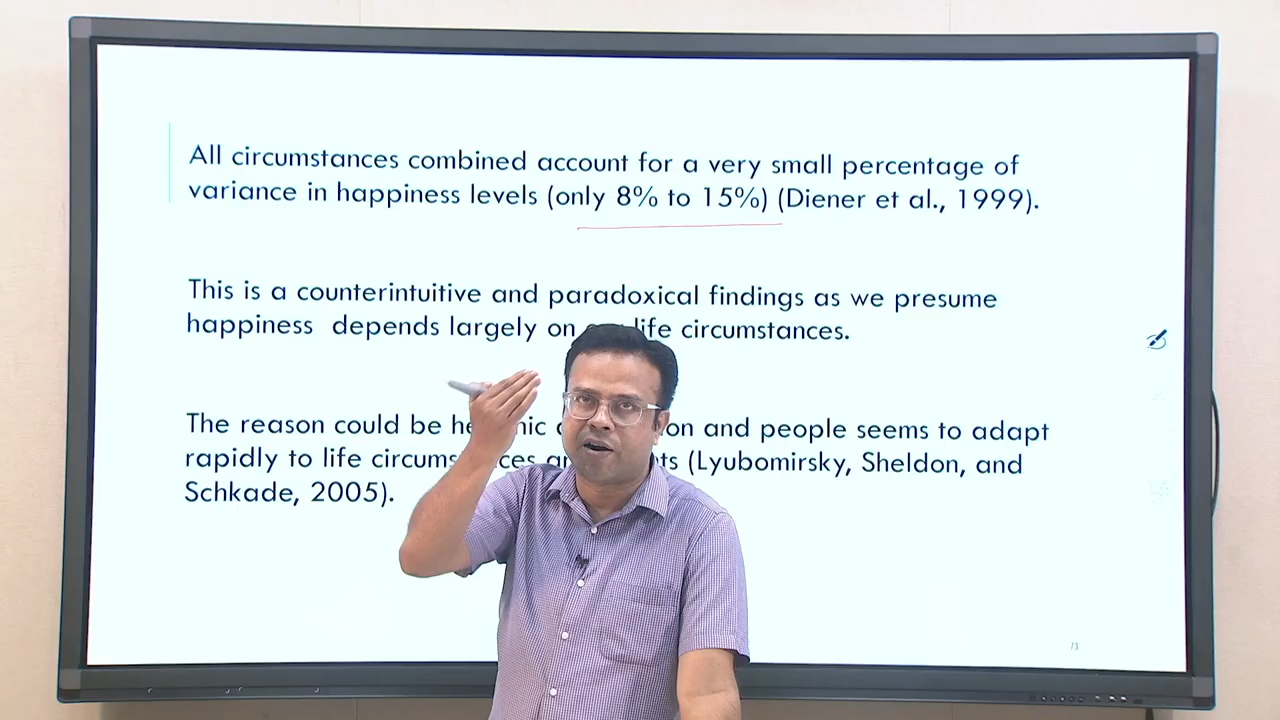 All circumstances combined account for a very small percentage of
variance in happiness levels (only 8% to 15%) (Diener et al., 1999).
This is a counterintuitive and paradoxical findings as we presume
happiness depends largely on life circumstances.
The reason could be and people seems to adapt
rapidly to life (Lyubomirsky, Sheldon, and
Schkade, 2005).
13